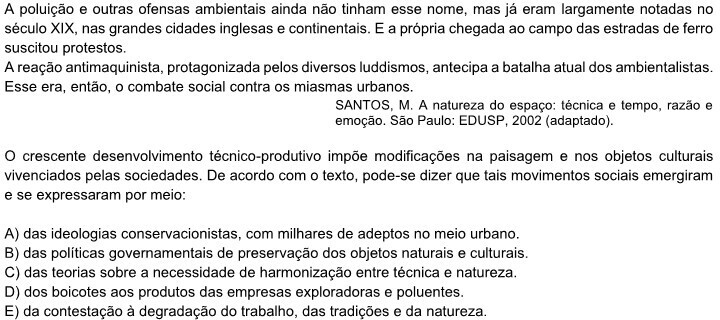 A poluição e outras ofensas ambientais ainda não tinham esse nome, mas já eram largamente notadas no
século XIX, nas grandes cidades inglesas e continentais. E a própria chegada ao campo das estradas de ferro
suscitou protestos.
A reação antimaquinista, protagonizada pelos diversos luddismos, antecipa a batalha atual dos ambientalistas.
Esse era, então, o combate social contra os miasmas urbanos.
SANTOS, M. A natureza do espaço: técnica e tempo, razão e
emoção. São Paulo: EDUSP, 2002 (adaptado).
O crescente desenvolvimento técnico-produtivo impõe modificações na paisagem e nos objetos culturais
vivenciados pelas sociedades. De acordo com o texto, pode-se dizer que tais movimentos sociais emergiram
e se expressaram por meio:
A) das ideologias conservacionistas, com milhares de adeptos no meio urbano.
B) das políticas governamentais de preservação dos objetos naturais e culturais.
C) das teorias sobre a necessidade de harmonização entre técnica e natureza.
D) dos boicotes aos produtos das empresas exploradoras e poluentes.
E) da contestação à degradação do trabalho, das tradições e da natureza.